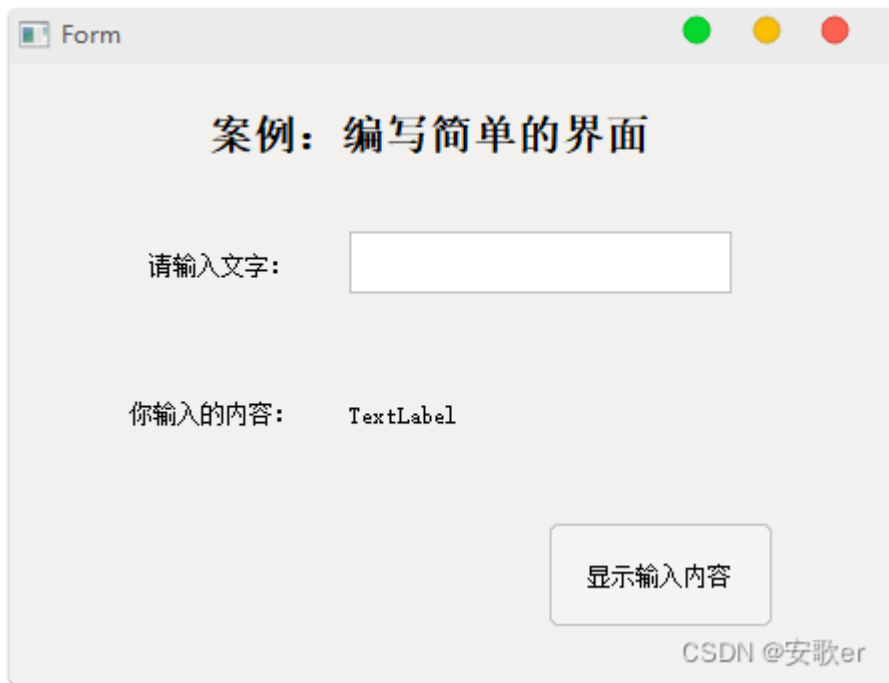 Form
案例：编写简单的界面
请输入文字：
你输入的内容： TextLabel
显示输入内容
CSDN @安歌er